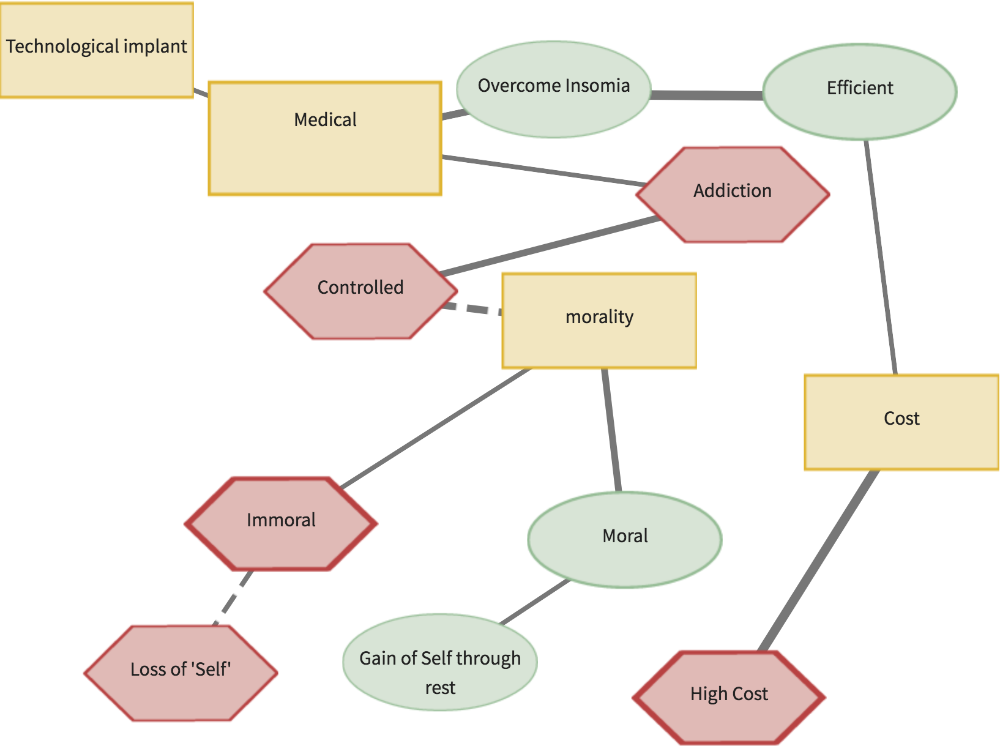 Technological implant
Medical
Overcome Insomia
Efficient
Addiction
Controlled
morality
Cost
Immoral
Moral
Loss of 'Self'
Gain of Self through
rest
High Cost